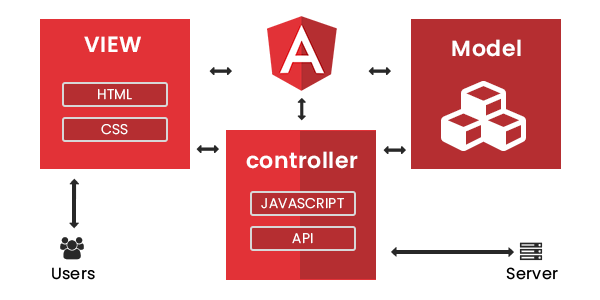 VIEW
HTML
CSS
A
Model
controller
JAVASCRIPT
API
Users
Server